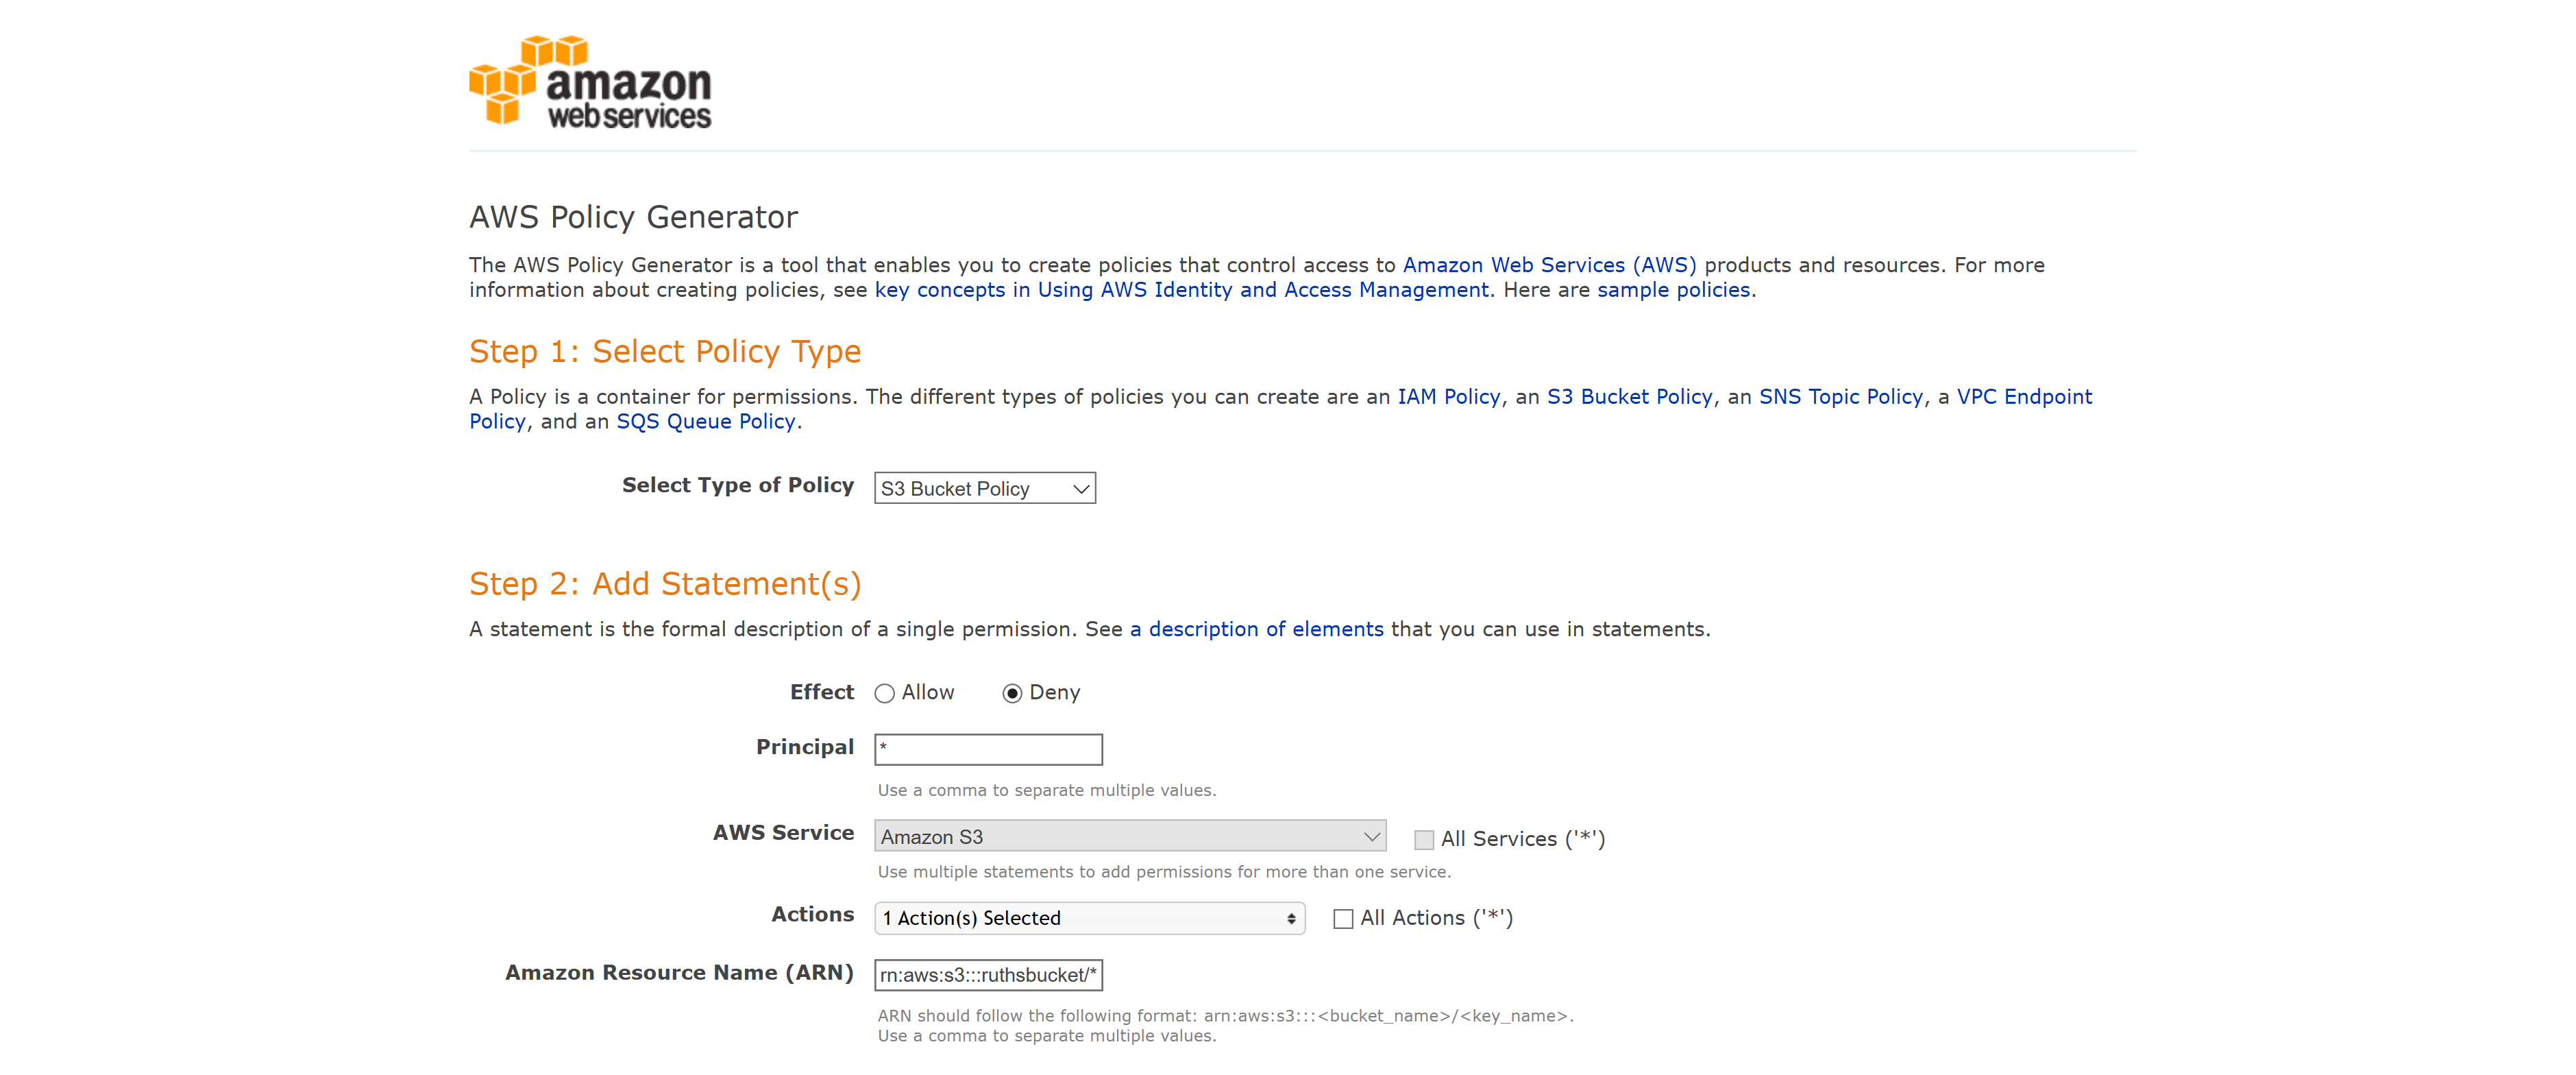 amazon
webservices
AWS Policy Generator
The AWS Policy Generator is a tool that enables you to create policies that control access to Amazon Web Services (AWS) products and resources. For more
information about creating policies, see key concepts in Using AWS Identity and Access Management. Here are sample policies.
Step 1: Select Policy Type
A Policy is a container for permissions. The different types of policies you can create are an IAM Policy, an S3 Bucket Policy, an SNS Topic Policy, a VPC Endpoint
Policy, and an SQS Queue Policy.
Select Type of Policy S3 Bucket Policy
Step 2: Add Statement(s)
A statement is the formal description of a single permission. See a description of elements that you can use in statements.
Effect Allow Deny
Principal *
Use a comma to separate multiple values.
AWS Service Amazon S3 All Services ('*')
Use multiple statements to add permissions for more than one service.
Actions 1 Action(s) Selected All Actions ('*')
Amazon Resource Name (ARN) rn:aws:s3:::ruthsbucket/*
ARN should follow the following format: arn:aws:s3:::<bucket_name>/<key_name>.
Use a comma to separate multiple values.